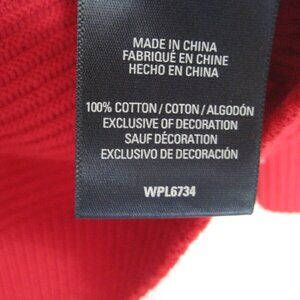 MADE IN CHINA
FABRIQUÉ EN CHINE
HECHO EN CHINA
100% COTTON / COTON / ALGODÓN
EXCLUSIVE OF DECORATION
SAUF DÉCORATION
EXCLUSIVO DE DECORACIÓN
WPL6734